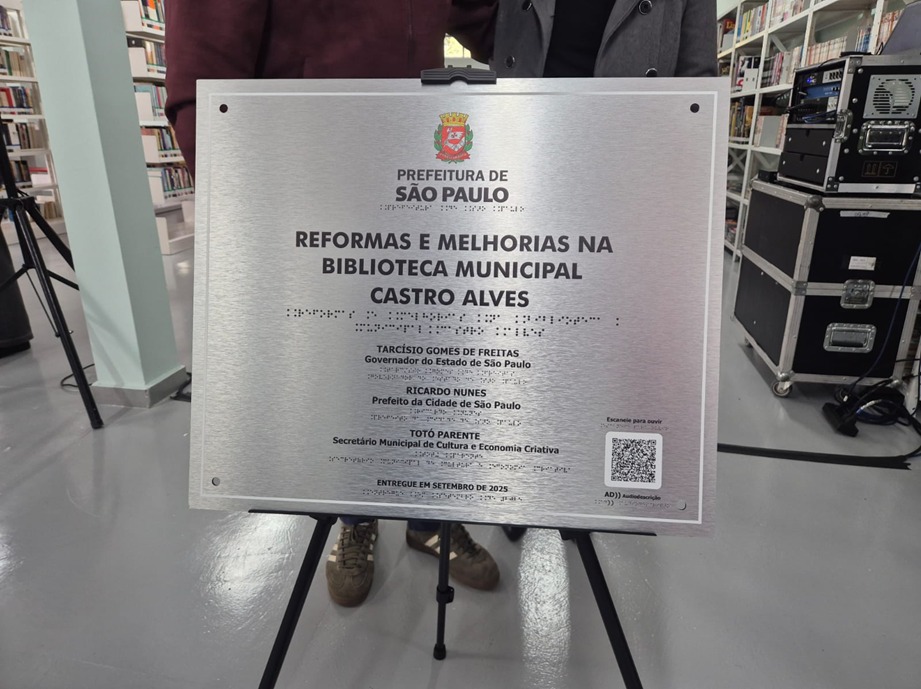 PREFEITURA DE
SÃO PAULO
REFORMAS E MELHORIAS NA
BIBLIOTECA MUNICIPAL
CASTRO ALVES
TARCÍSIO GOMES DE FREITAS
Governador do Estado de São Paulo
RICARDO NUNES
Prefeito da Cidade de São Paulo
TOTÓ PARENTE
Secretário Municipal de Cultura e Economia Criativa
ENTREGUE EM SETEMBRO DE 2025
Escaneie para ouvir
AD)) Audiodescrição